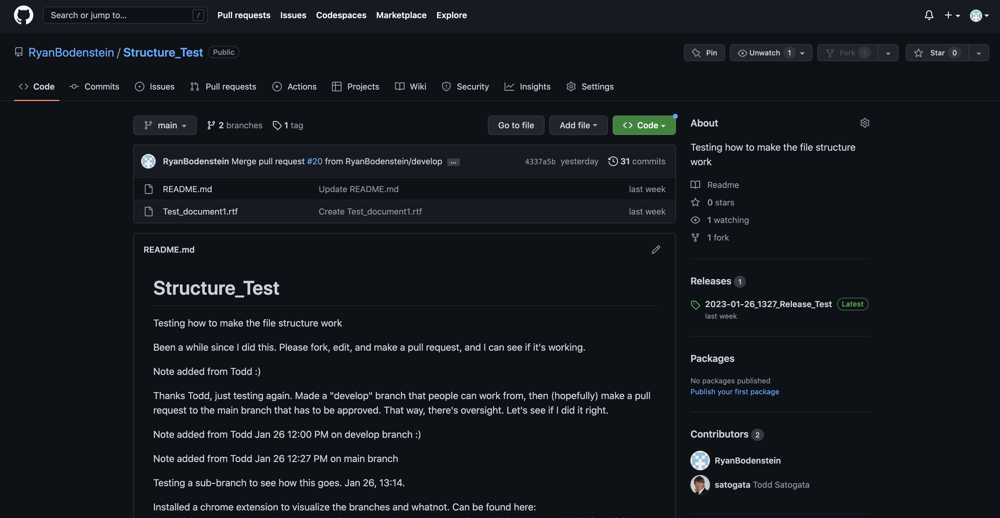 Search or jump to... /
Pull requests Issues Codespaces Marketplace Explore
RyanBodenstein / Structure_Test Public
Pin Unwatch 1 Fork 1 Star 0
Code Commits Issues Pull requests Actions Projects Wiki Security Insights Settings
main 2 branches 1 tag Go to file Add file Code
RyanBodenstein Merge pull request #20 from RyanBodenstein/develop ... 4337a5b yesterday 31 commits
README.md Update README.md last week
Test_document1.rtf Create Test_document1.rtf last week
README.md
Structure_Test
Testing how to make the file structure work
Been a while since I did this. Please fork, edit, and make a pull request, and I can see if it's working.
Note added from Todd :)
Thanks Todd, just testing again. Made a "develop" branch that people can work from, then (hopefully) make a pull
request to the main branch that has to be approved. That way, there's oversight. Let's see if I did it right.
Note added from Todd Jan 26 12:00 PM on develop branch :)
Note added from Todd Jan 26 12:27 PM on main branch
Testing a sub-branch to see how this goes. Jan 26, 13:14.
Installed a chrome extension to visualize the branches and whatnot. Can be found here:
About
Testing how to make the file structure
work
Readme
0 stars
1 watching
1 fork
Releases 1
2023-01-26_1327_Release_Test Latest
last week
Packages
No packages published
Publish your first package
Contributors 2
RyanBodenstein
satogata Todd Satogata